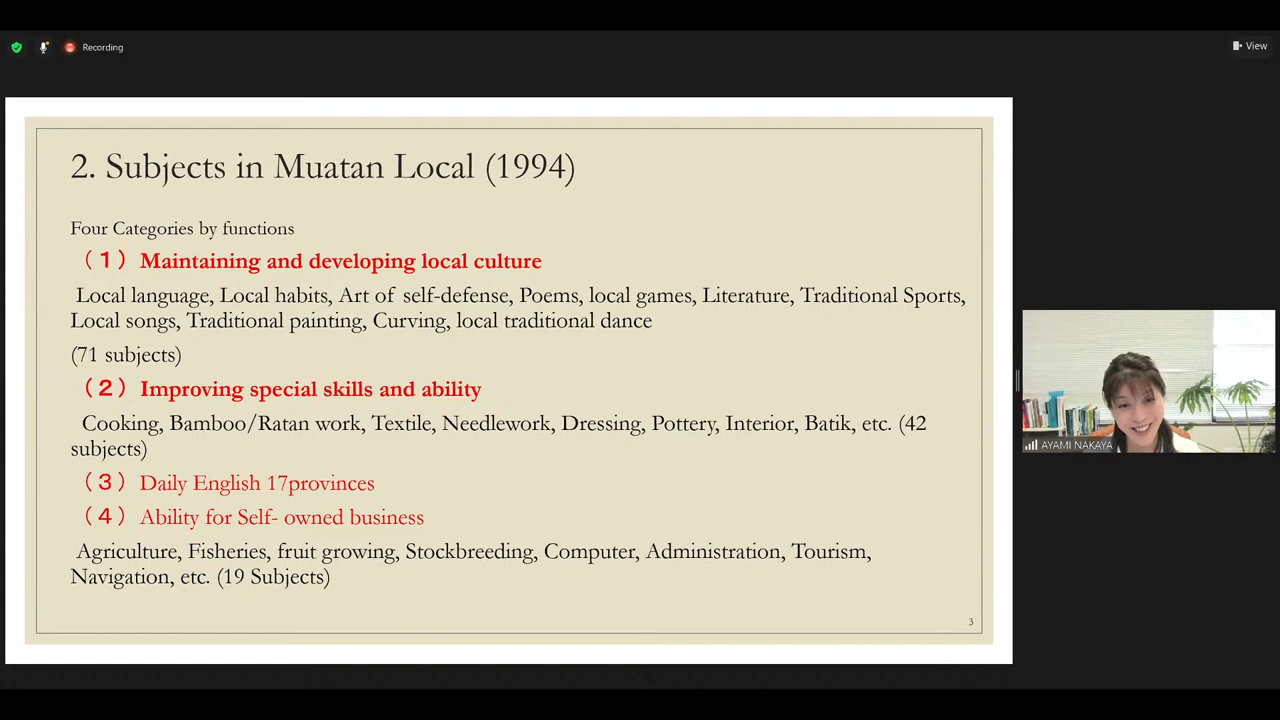 Recording
View
2. Subjects in Muatan Local (1994)
Four Categories by functions
（１）Maintaining and developing local culture
Local language, Local habits, Art of self-defense, Poems, local games, Literature, Traditional Sports,
Local songs, Traditional painting, Curving, local traditional dance
(71 subjects)
（２）Improving special skills and ability
Cooking, Bamboo/Ratan work, Textile, Needlework, Dressing, Pottery, Interior, Batik, etc. (42
subjects)
（３）Daily English 17provinces
（４）Ability for Self- owned business
Agriculture, Fisheries, fruit growing, Stockbreeding, Computer, Administration, Tourism,
Navigation, etc. (19 Subjects)
3
AYAMI NAKAYA